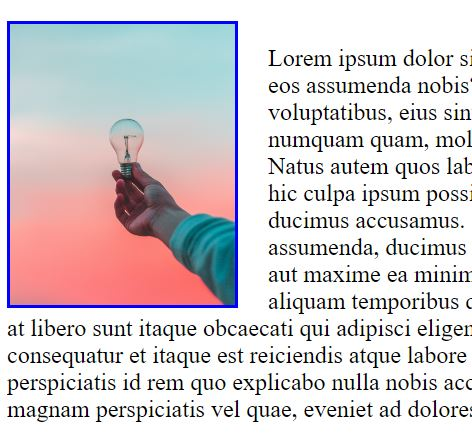 Lorem ipsum dolor si
eos assumenda nobis?
voluptatibus, eius sin
numquam quam, mol
Natus autem quos lab
hic culpa ipsum possi
ducimus accusamus.
assumenda, ducimus
aut maxime ea minim
aliquam temporibus
at libero sunt itaque obcaecati qui adipisci elige
consequatur et itaque est reiciendis atque labore
perspiciatis id rem quo explicabo nulla nobis acc
magnam perspiciatis vel quae, eveniet ad dolores